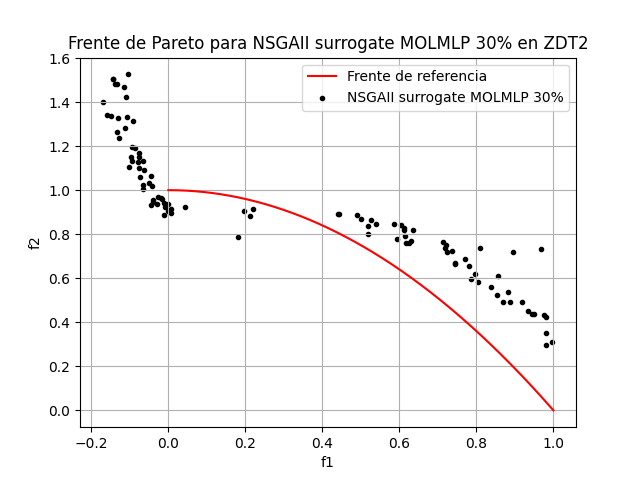 Frente de Pareto para NSGAII surrogate MOLMLP 30% en ZDT2
Frente de referencia
NSGAII surrogate MOLMLP 30%
f2
1.6
1.4
1.2
1.0
0.8
0.6
0.4
0.2
0.0
−0.2 0.0 0.2 0.4 0.6 0.8 1.0
f1